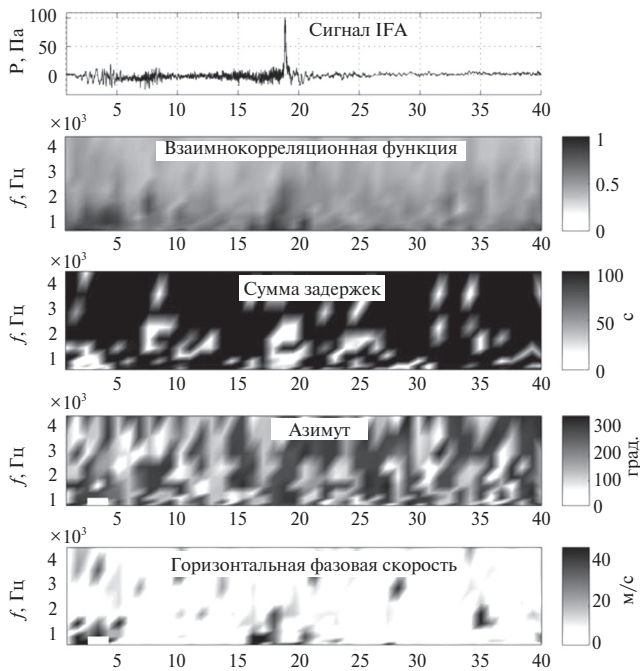 100
50
0
P, Па
Сигнал IFA
5 10 15 20 25 30 35 40
×10³
4
3
2
1
f, Гц
Взаимнокорреляционная функция
1
0.5
0
5 10 15 20 25 30 35 40
×10³
4
3
2
1
f, Гц
Сумма задержек
100
50
0
с
5 10 15 20 25 30 35 40
×10³
4
3
2
1
f, Гц
Азимут
300
200
100
0
град.
5 10 15 20 25 30 35 40
×10³
4
3
2
1
f, Гц
Горизонтальная фазовая скорость
40
20
0
м/с
5 10 15 20 25 30 35 40